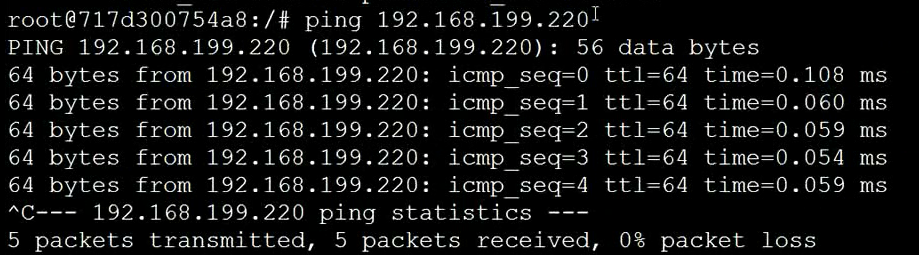 root@717d300754a8:/# ping 192.168.199.220
PING 192.168.199.220 (192.168.199.220): 56 data bytes
64 bytes from 192.168.199.220: icmp_seq=0 ttl=64 time=0.108 ms
64 bytes from 192.168.199.220: icmp_seq=1 ttl=64 time=0.060 ms
64 bytes from 192.168.199.220: icmp_seq=2 ttl=64 time=0.059 ms
64 bytes from 192.168.199.220: icmp_seq=3 ttl=64 time=0.054 ms
64 bytes from 192.168.199.220: icmp_seq=4 ttl=64 time=0.059 ms
^C--- 192.168.199.220 ping statistics ---
5 packets transmitted, 5 packets received, 0% packet loss